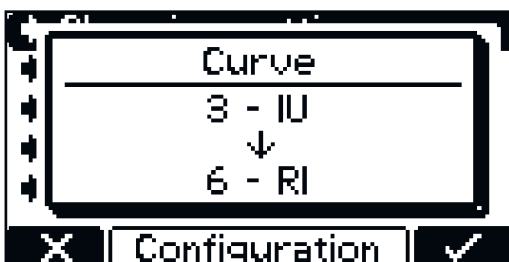 Curve
3 - IU
↓
6 - RI
Configuration